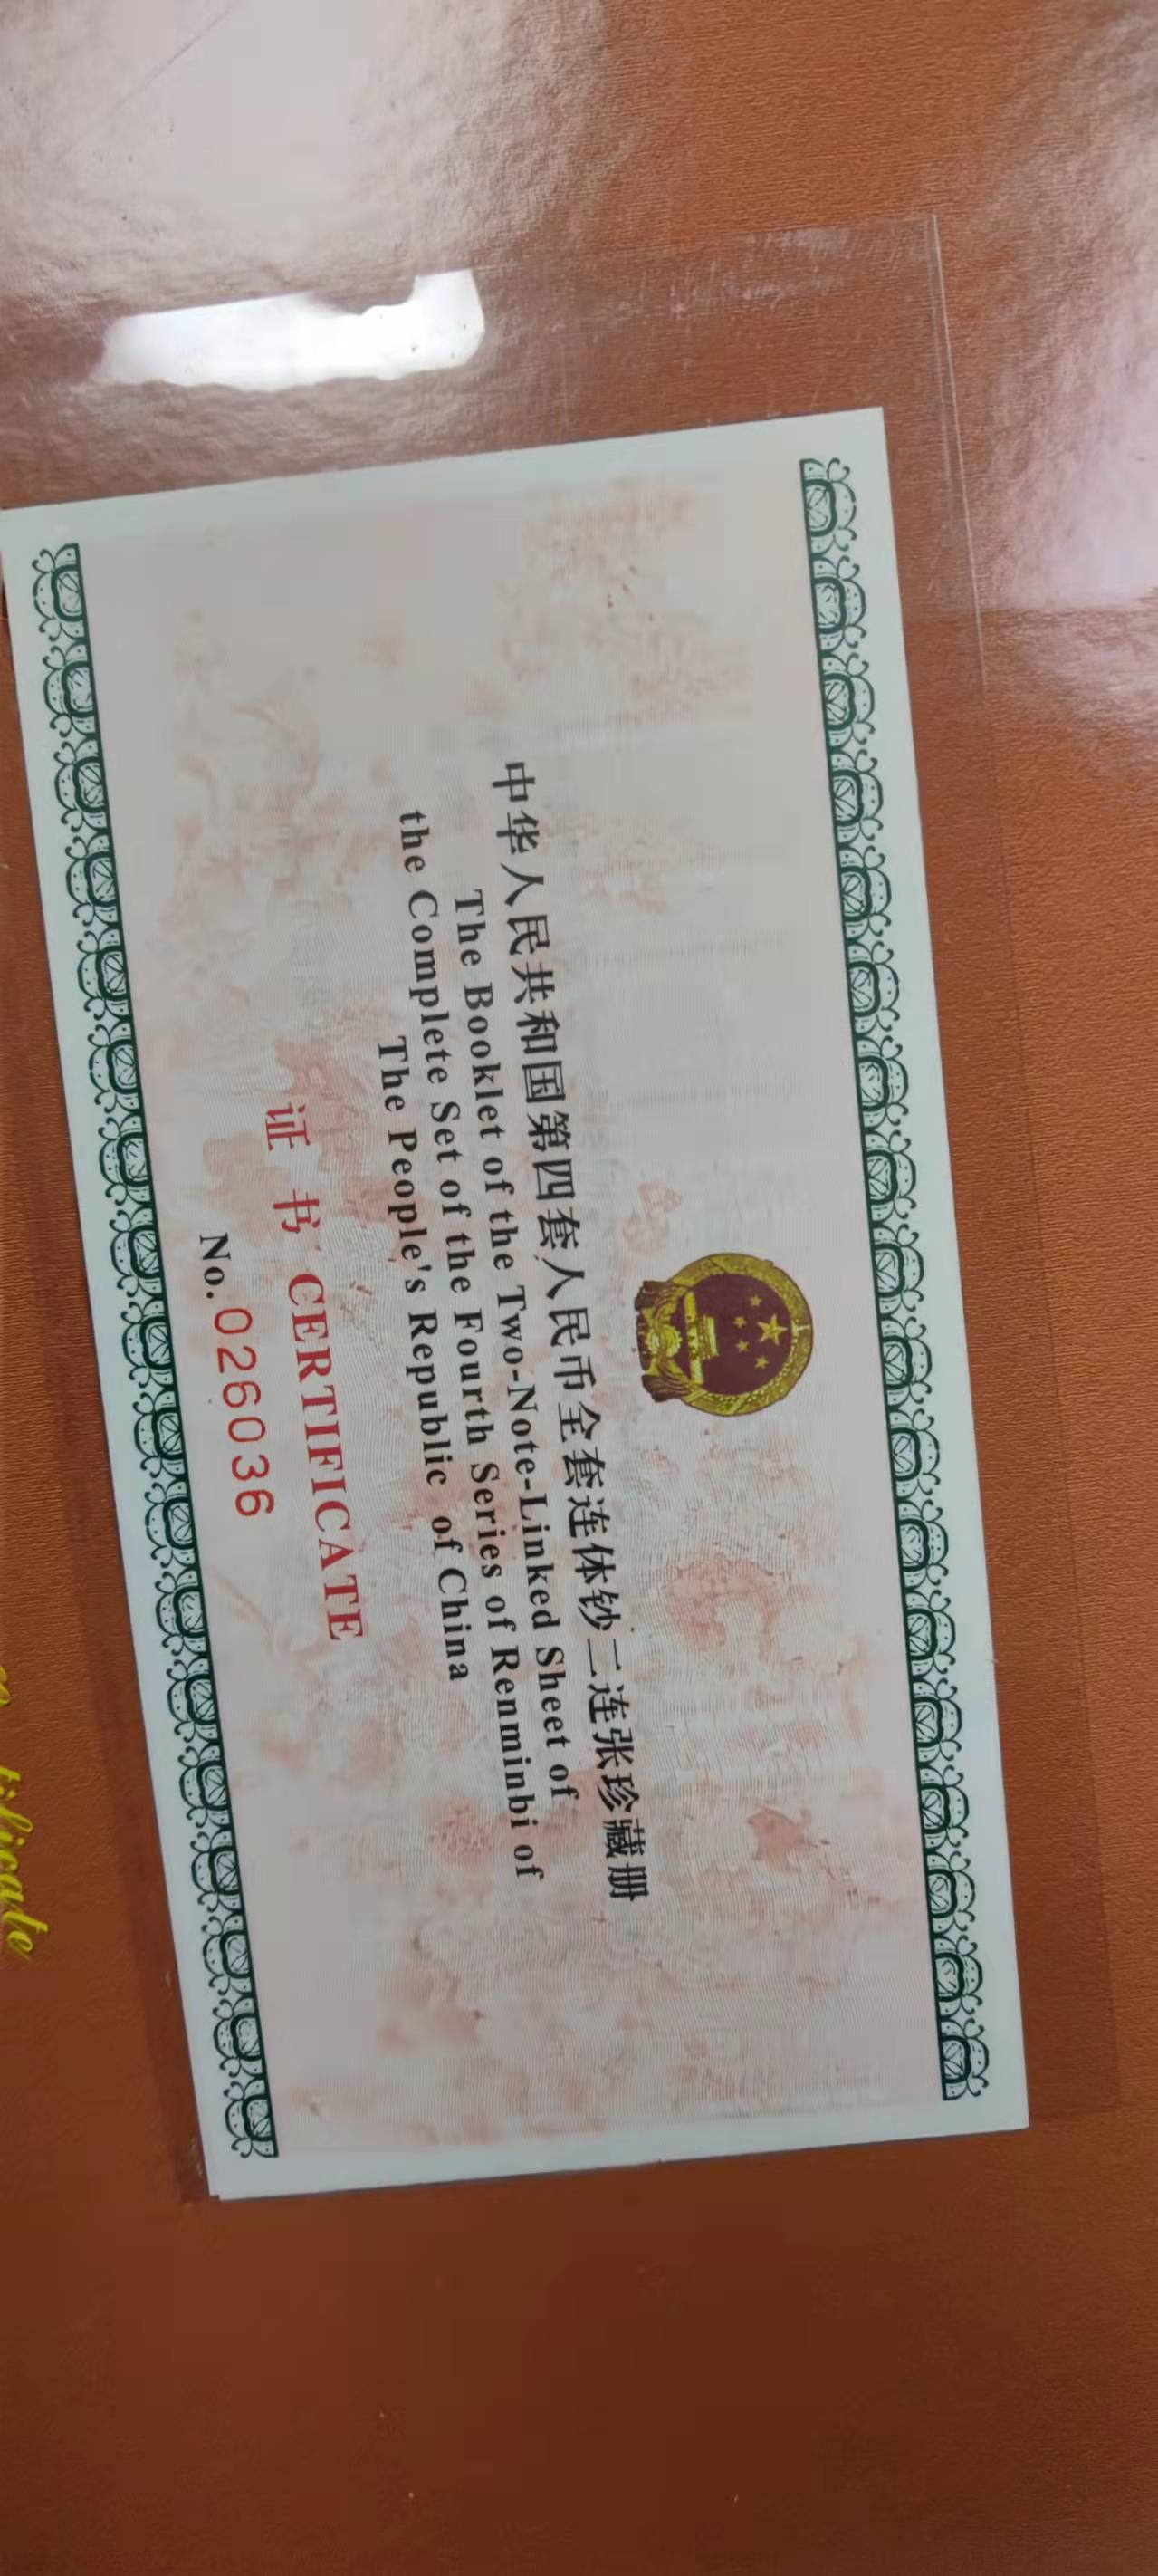 中华人民共和国第四套人民币全套连体钞二连张珍藏册
The Booklet of the Two-Note-Linked Sheet of
the Complete Set of the Fourth Series of Renminbi of
The People's Republic of China
证书 CERTIFICATE
No.026036